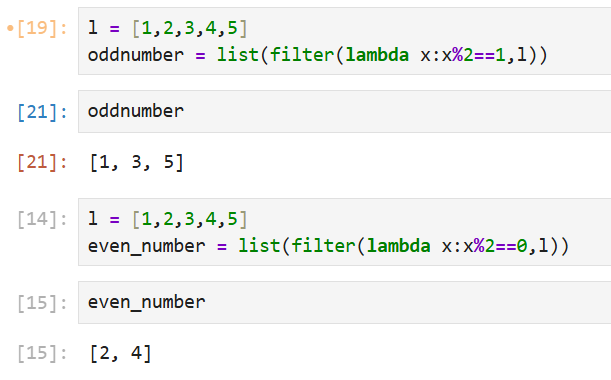 [19]: l = [1,2,3,4,5]
oddnumber = list(filter(lambda x:x%2==1,l))
[21]: oddnumber
[21]: [1, 3, 5]
[14]: l = [1,2,3,4,5]
even_number = list(filter(lambda x:x%2==0,l))
[15]: even_number
[15]: [2, 4]